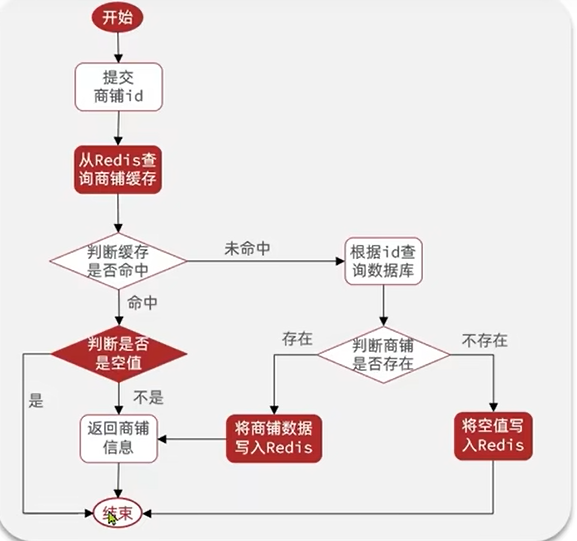 开始
提交
商铺id
从Redis查
询商铺缓存
判断缓存
是否命中
未命中
根据id查
询数据库
命中
判断是否
是空值
存在
判断商铺
是否存在
不存在
是
不是
返回商铺
信息
将商铺数据
写入Redis
将空值写
入Redis
结束